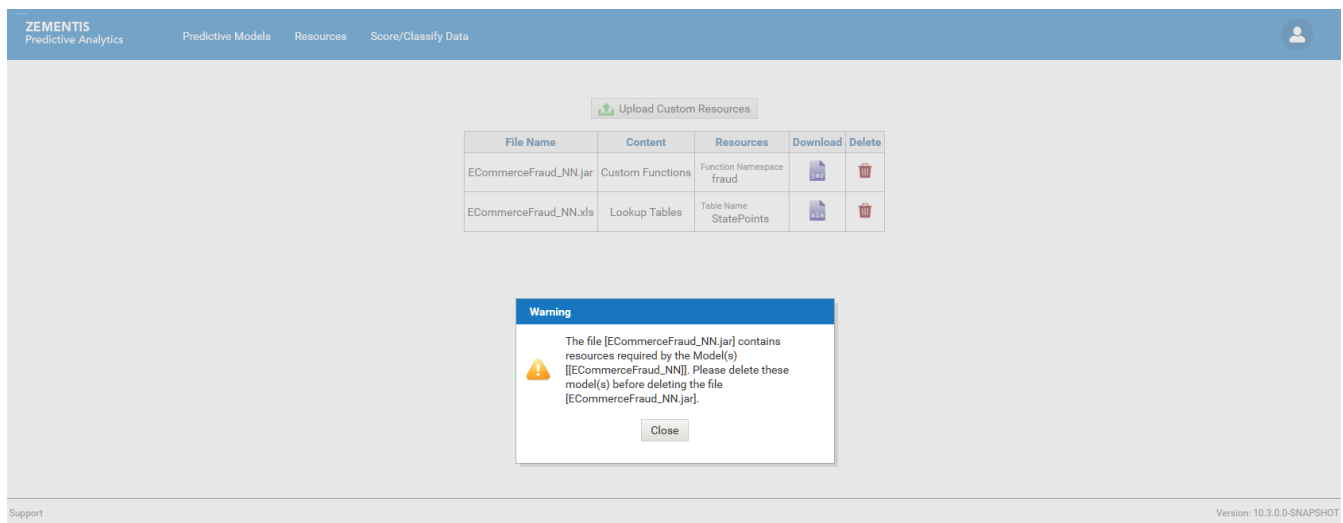 ZEMENTIS
Predictive Analytics
Predictive Models Resources Score/Classify Data
Upload Custom Resources
File Name Content Resources Download Delete
ECommerceFraud_NN.jar Custom Functions Function Namespace fraud jar
ECommerceFraud_NN.xls Lookup Tables Table Name StatePoints xls
Warning
The file [ECommerceFraud_NN.jar] contains
resources required by the Model(s)
[[ECommerceFraud_NN]]. Please delete these
model(s) before deleting the file
[ECommerceFraud_NN.jar].
Close
Support Version: 10.3.0.0-SNAPSHOT